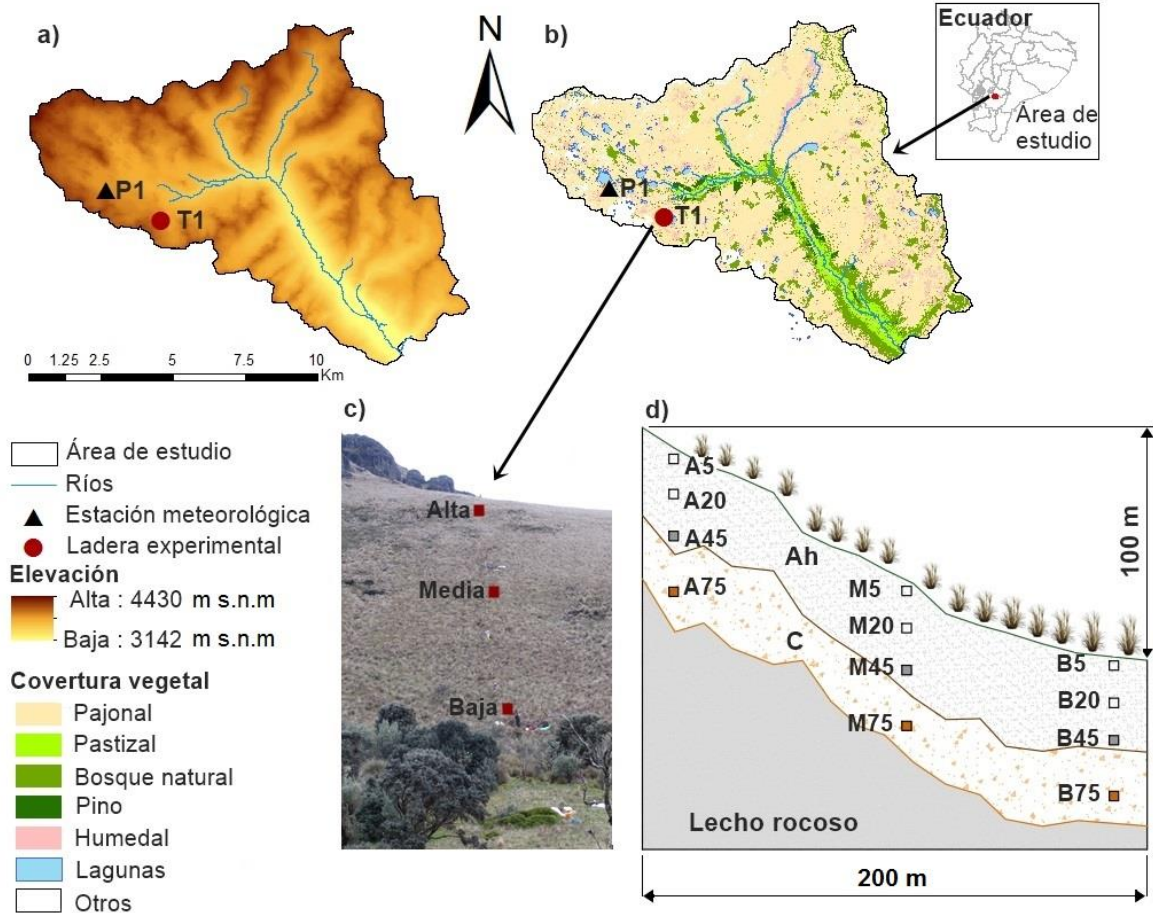 a)
P1
T1
N
b)
P1
T1
Ecuador
Área de
estudio
0 1.25 2.5 5 7.5 10
Km
Área de estudio
Ríos
Estación meteorológica
Ladera experimental
Elevación
Alta : 4430 m s.n.m
Baja : 3142 m s.n.m
Covertura vegetal
Pajonal
Pastizal
Bosque natural
Pino
Humedal
Lagunas
Otros
c)
Alta
Media
Baja
d)
A5
A20
A45
A75
Ah
C
M5
M20
M45
M75
B5
B20
B45
B75
Lecho rocoso
100 m
200 m